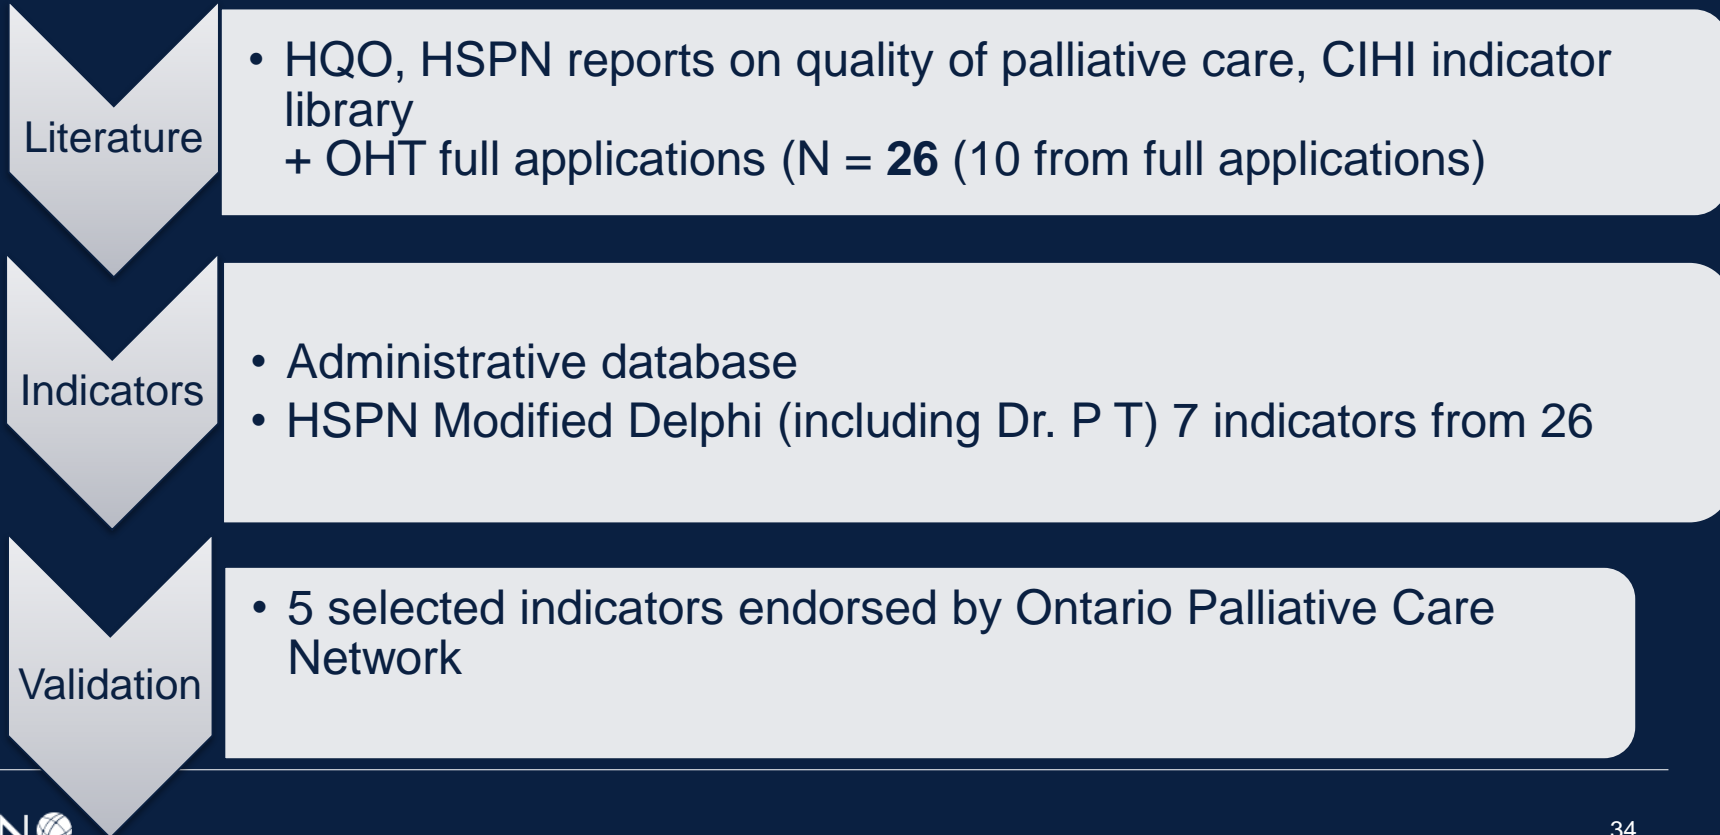 Literature
• HQO, HSPN reports on quality of palliative care, CIHI indicator
library
+ OHT full applications (N = 26 (10 from full applications)
Indicators
• Administrative database
• HSPN Modified Delphi (including Dr. P T) 7 indicators from 26
Validation
• 5 selected indicators endorsed by Ontario Palliative Care
Network
N
34